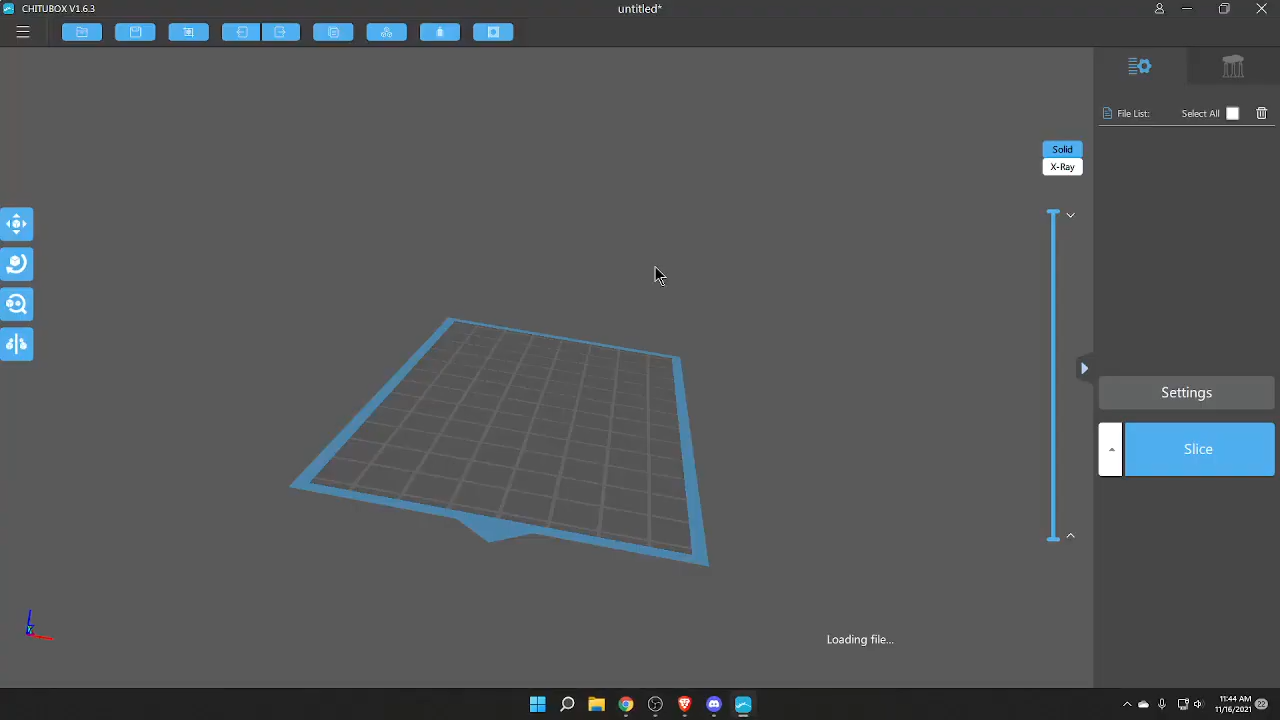 CHITUBOX V1.6.3
untitled*
File List:
Select All
Solid
X-Ray
Settings
Slice
Loading file...
11:44 AM
11/16/2021